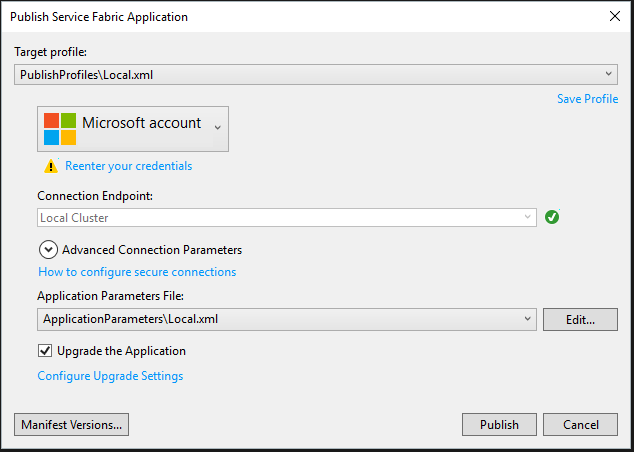 Publish Service Fabric Application
Target profile:
PublishProfiles\Local.xml
Save Profile
Microsoft account
Reenter your credentials
Connection Endpoint:
Local Cluster
Advanced Connection Parameters
How to configure secure connections
Application Parameters File:
ApplicationParameters\Local.xml
Edit...
Upgrade the Application
Configure Upgrade Settings
Manifest Versions...
Publish
Cancel